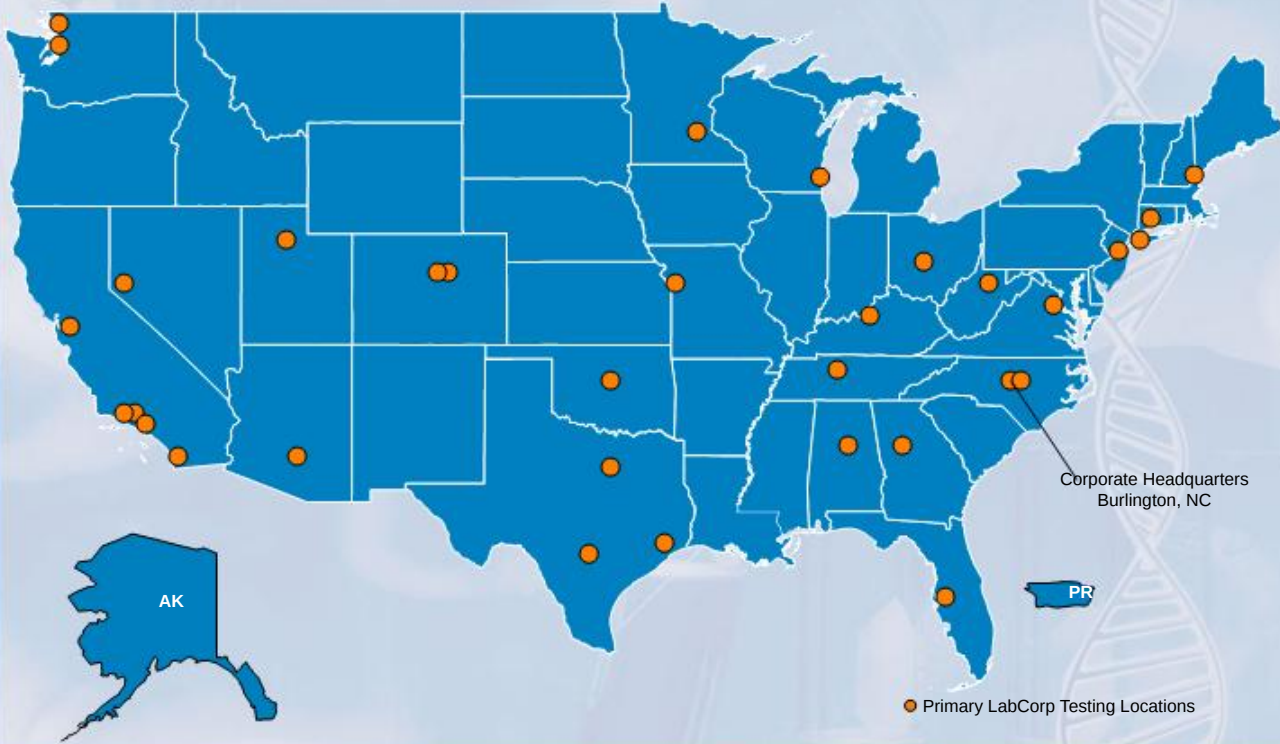 Corporate Headquarters
Burlington, NC
AK
PR
Primary LabCorp Testing Locations